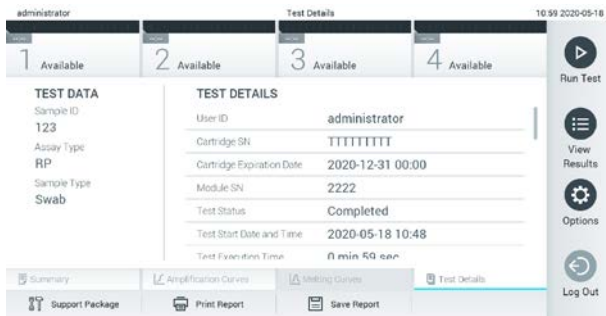 administrator Test Details 10:59 2020-05-18
1 Available 2 Available 3 Available 4 Available
Run Test
TEST DATA
Sample ID
123
Assay Type
RP
Sample Type
Swab
TEST DETAILS
User ID administrator
Cartridge SN TTTTTTTTT
Cartridge Expiration Date 2020-12-31 00:00
Module SN 2222
Test Status Completed
Test Start Date and Time 2020-05-18 10:48
Test Execution Time 0 min 59 sec
View Results
Options
Summary Amplification Curves Melting Curves Test Details
Support Package Print Report Save Report
Log Out